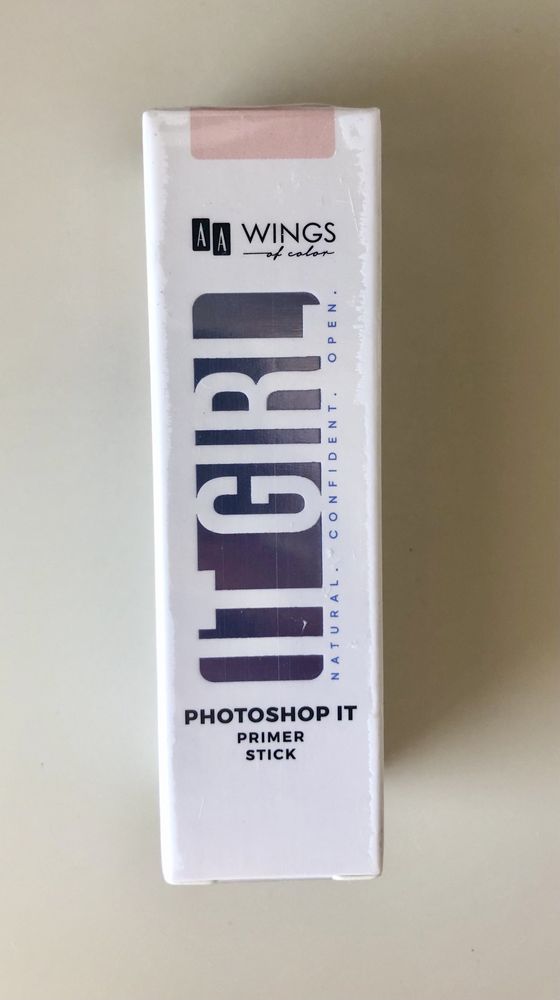 AA WINGS
of color
IT GIRL
NATURAL. CONFIDENT. OPEN.
PHOTOSHOP IT
PRIMER
STICK